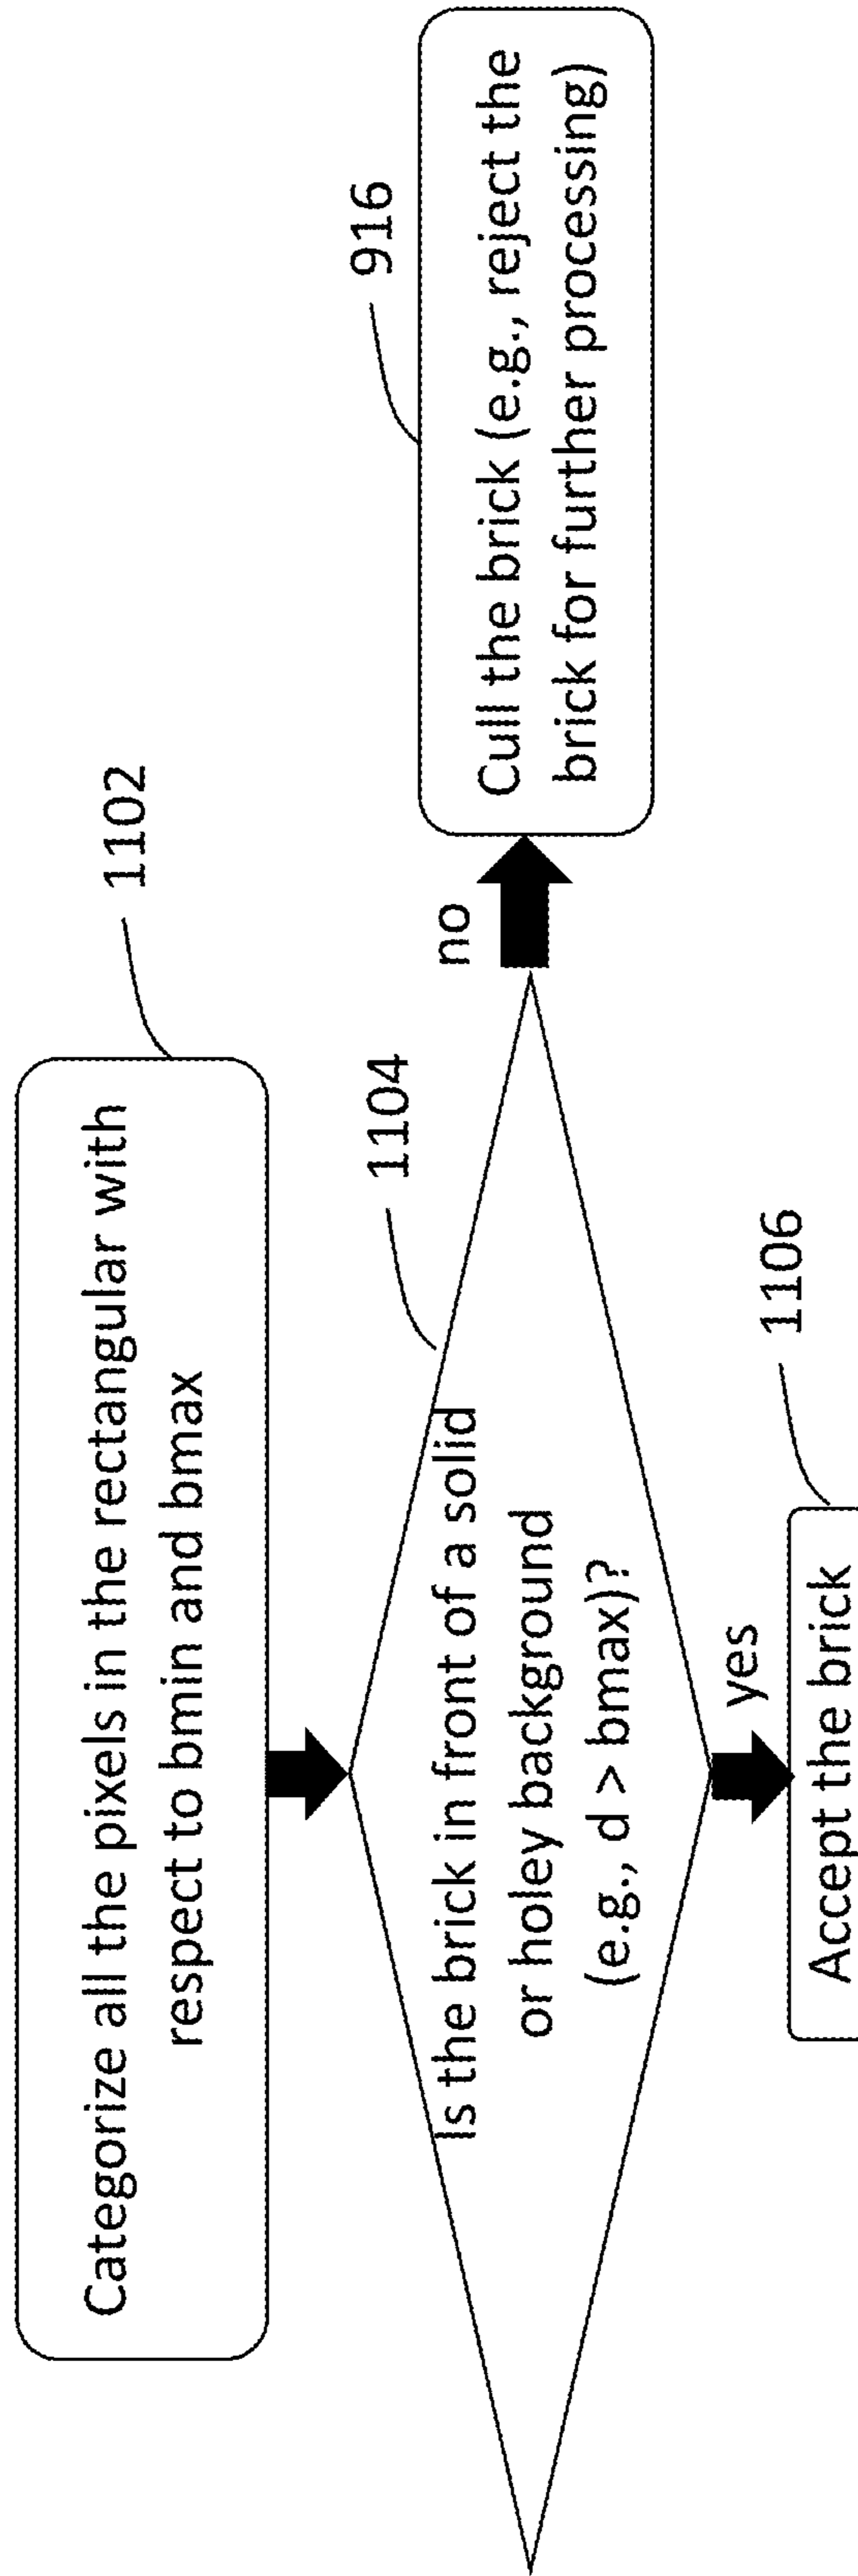 1102
Categorize all the pixels in the rectangular with
respect to bmin and bmax
1104
Is the brick in front of a solid
or holey background
(e.g., d > bmax)?
no
916
Cull the brick (e.g., reject the
brick for further processing)
yes
1106
Accept the brick